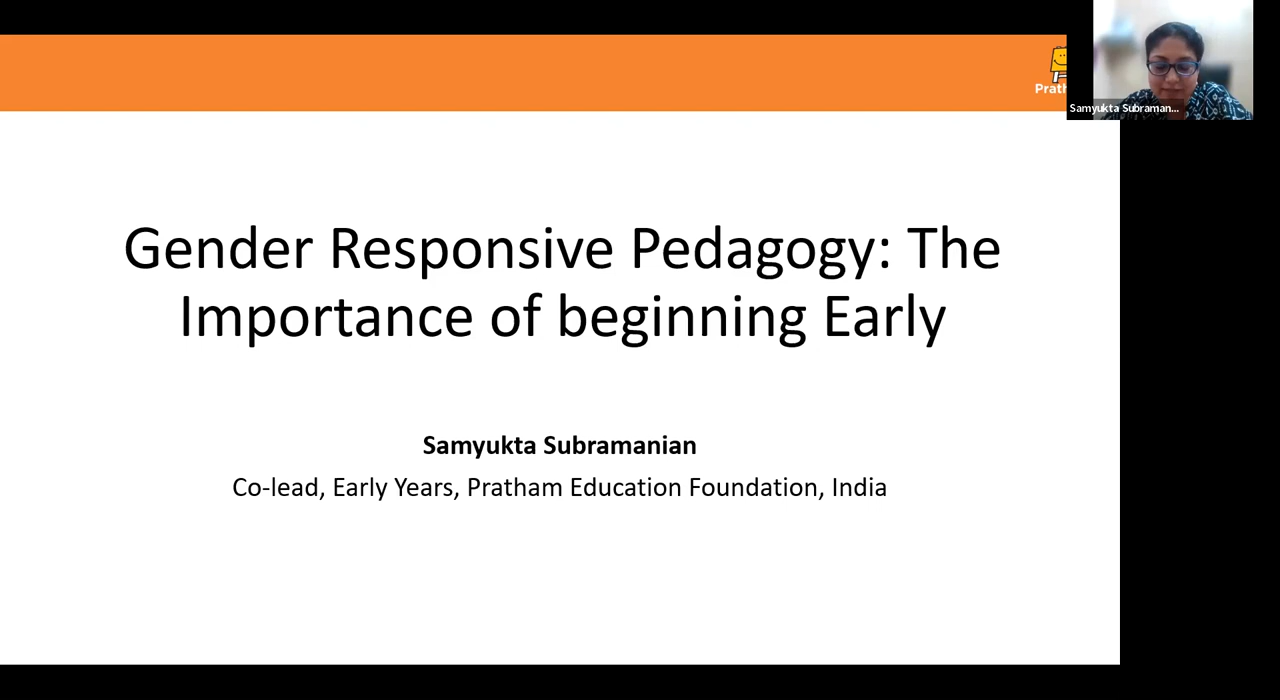 Samyukta Subraman...
Gender Responsive Pedagogy: The
Importance of beginning Early
Samyukta Subramanian
Co-lead, Early Years, Pratham Education Foundation, India